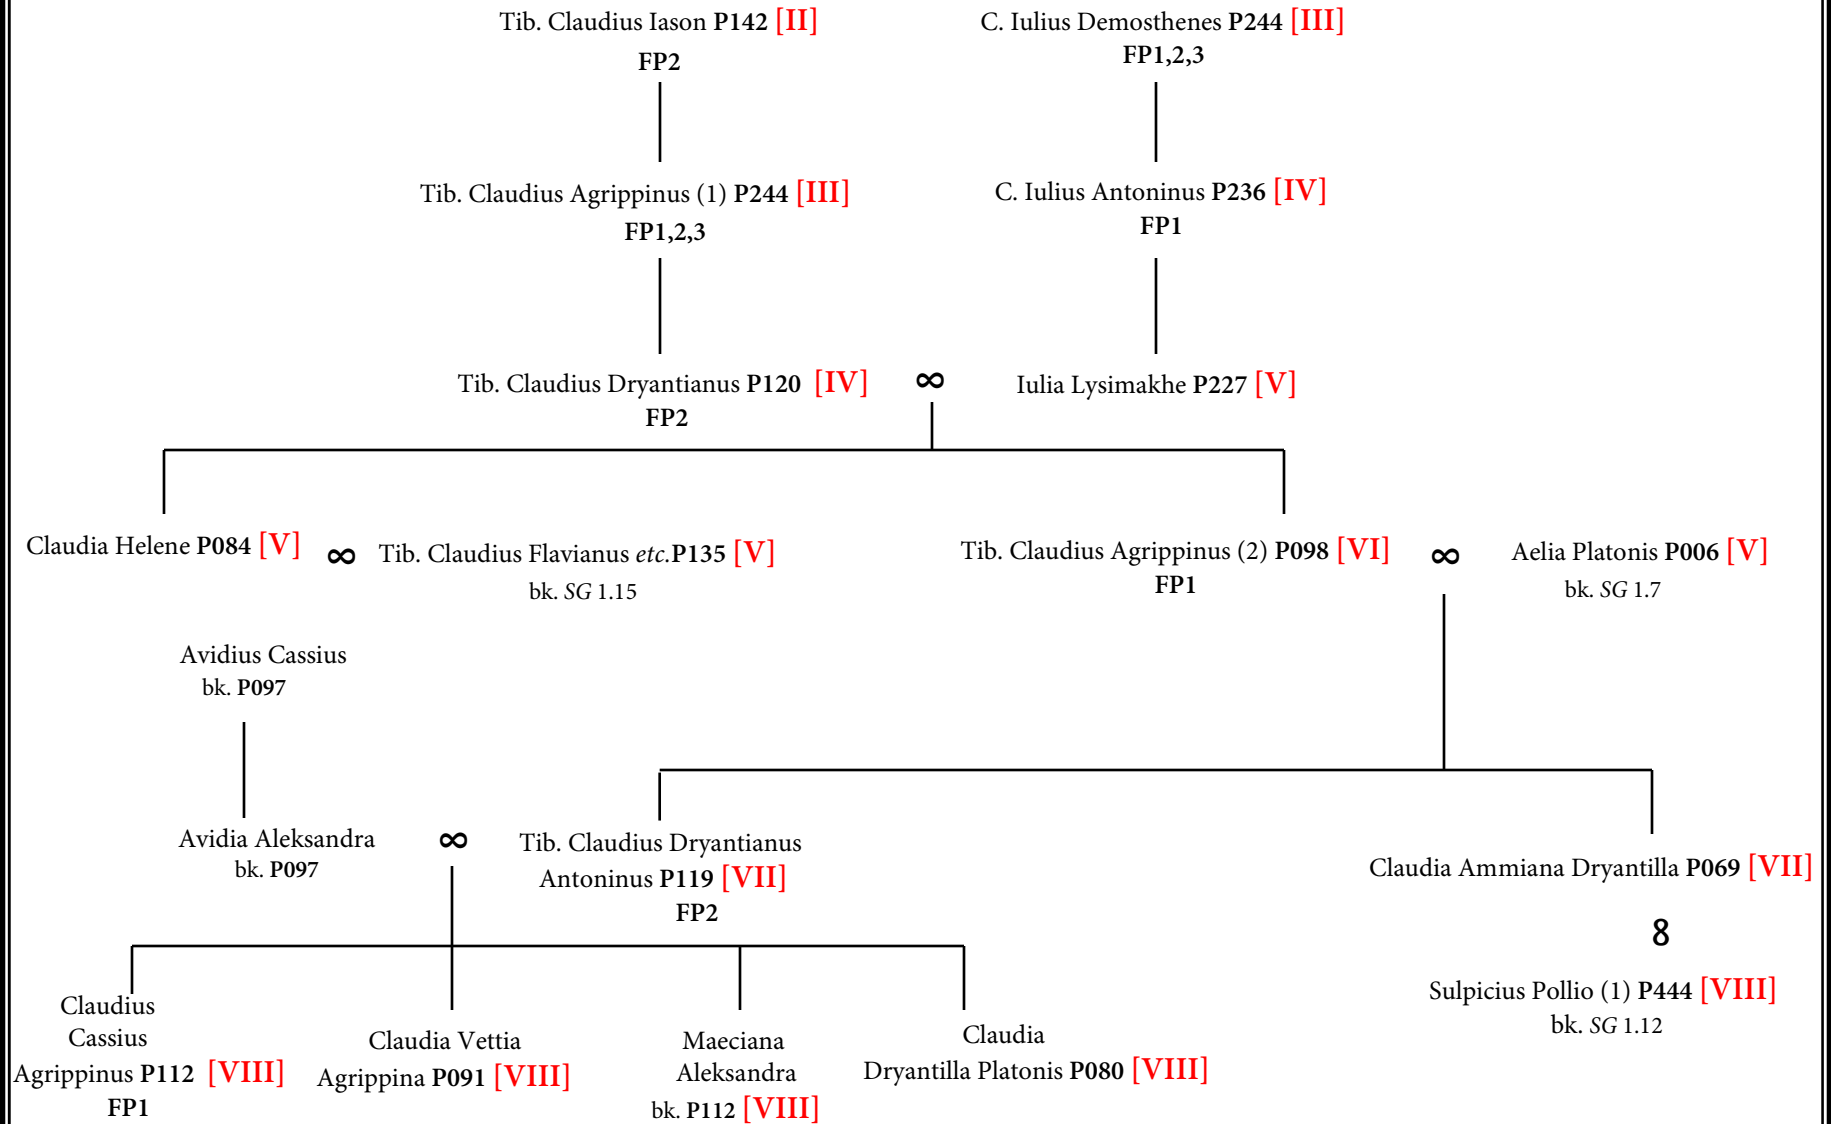 Tib. Claudius Iason P142 [II]
FP2
C. Iulius Demosthenes P244 [III]
FP1,2,3
Tib. Claudius Agrippinus (1) P244 [III]
FP1,2,3
C. Iulius Antoninus P236 [IV]
FP1
Tib. Claudius Dryantianus P120 [IV]
FP2
∞
Iulia Lysimakhe P227 [V]
Claudia Helene P084 [V]
∞
Tib. Claudius Flavianus etc.P135 [V]
bk. SG 1.15
Tib. Claudius Agrippinus (2) P098 [VI]
FP1
∞
Aelia Platonis P006 [V]
bk. SG 1.7
Avidius Cassius
bk. P097
Avidia Aleksandra
bk. P097
∞
Tib. Claudius Dryantianus
Antoninus P119 [VII]
FP2
Claudia Ammiana Dryantilla P069 [VII]
8
Sulpicius Pollio (1) P444 [VIII]
bk. SG 1.12
Claudius
Cassius
Agrippinus P112 [VIII]
FP1
Claudia Vettia
Agrippina P091 [VIII]
Maeciana
Aleksandra
bk. P112 [VIII]
Claudia
Dryantilla Platonis P080 [VIII]